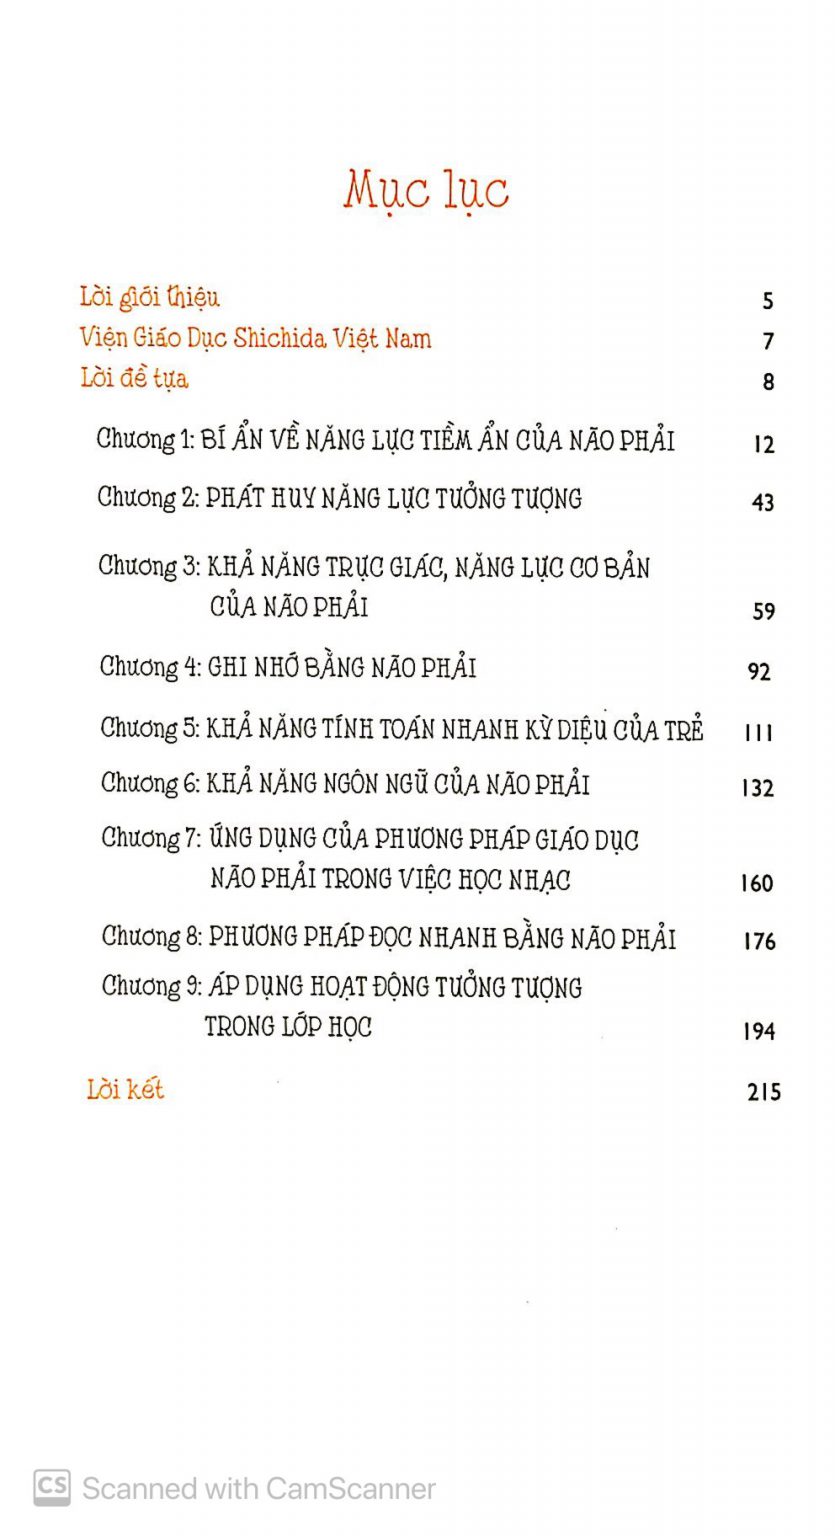 Mục lục
Lời giới thiệu 5
Viện Giáo Dục Shichida Việt Nam 7
Lời đề tựa 8
Chương 1: BÍ ẨN VỀ NĂNG LỰC TIỀM ẨN CỦA NÃO PHẢI 12
Chương 2: PHÁT HUY NĂNG LỰC TƯỞNG TƯỢNG 43
Chương 3: KHẢ NĂNG TRỰC GIÁC, NĂNG LỰC CƠ BẢN
CỦA NÃO PHẢI 59
Chương 4: GHI NHỚ BẰNG NÃO PHẢI 92
Chương 5: KHẢ NĂNG TÍNH TOÁN NHANH KỲ DIỆU CỦA TRẺ 111
Chương 6: KHẢ NĂNG NGÔN NGỮ CỦA NÃO PHẢI 132
Chương 7: ỨNG DỤNG CỦA PHƯƠNG PHÁP GIÁO DỤC
NÃO PHẢI TRONG VIỆC HỌC NHẠC 160
Chương 8: PHƯƠNG PHÁP ĐỌC NHANH BẰNG NÃO PHẢI 176
Chương 9: ÁP DỤNG HOẠT ĐỘNG TƯỞNG TƯỢNG
TRONG LỚP HỌC 194
Lời kết 215
CS Scanned with CamScanner